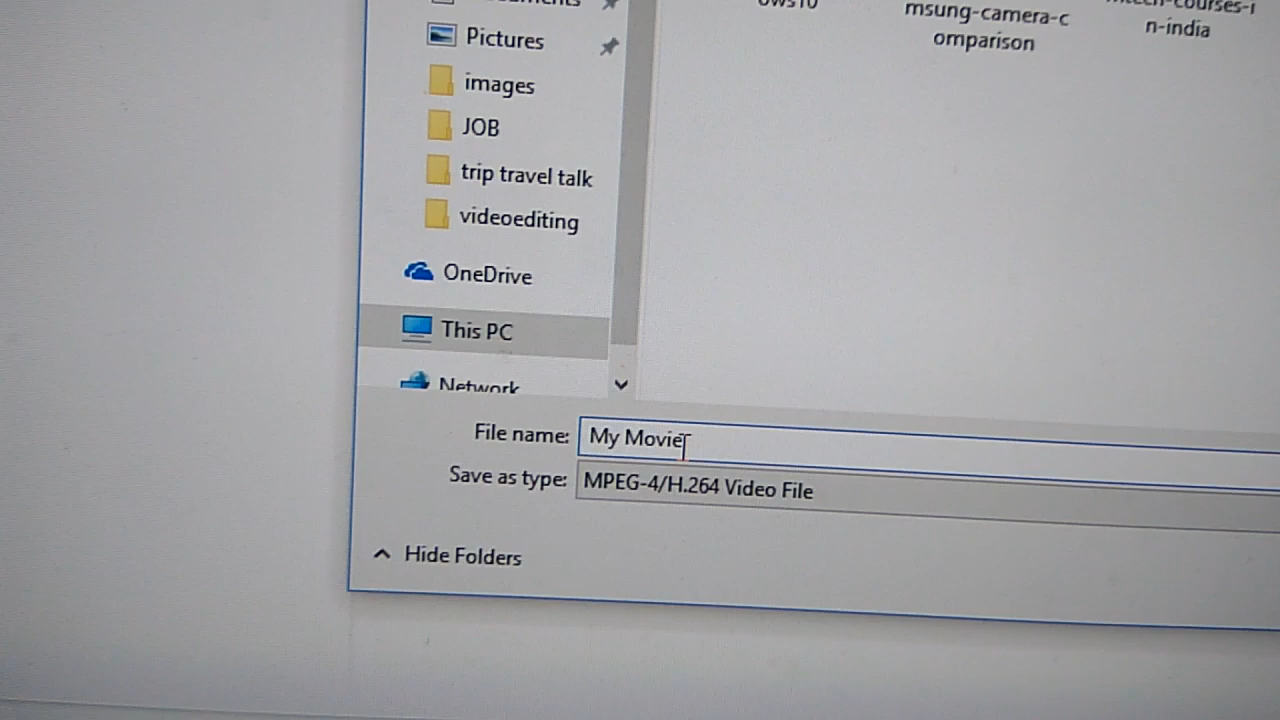 Pictures
images
JOB
trip travel talk
videoediting
OneDrive
This PC
Network
msung-camera-c
omparison
n-india
File name: My Movie
Save as type: MPEG-4/H.264 Video File
Hide Folders